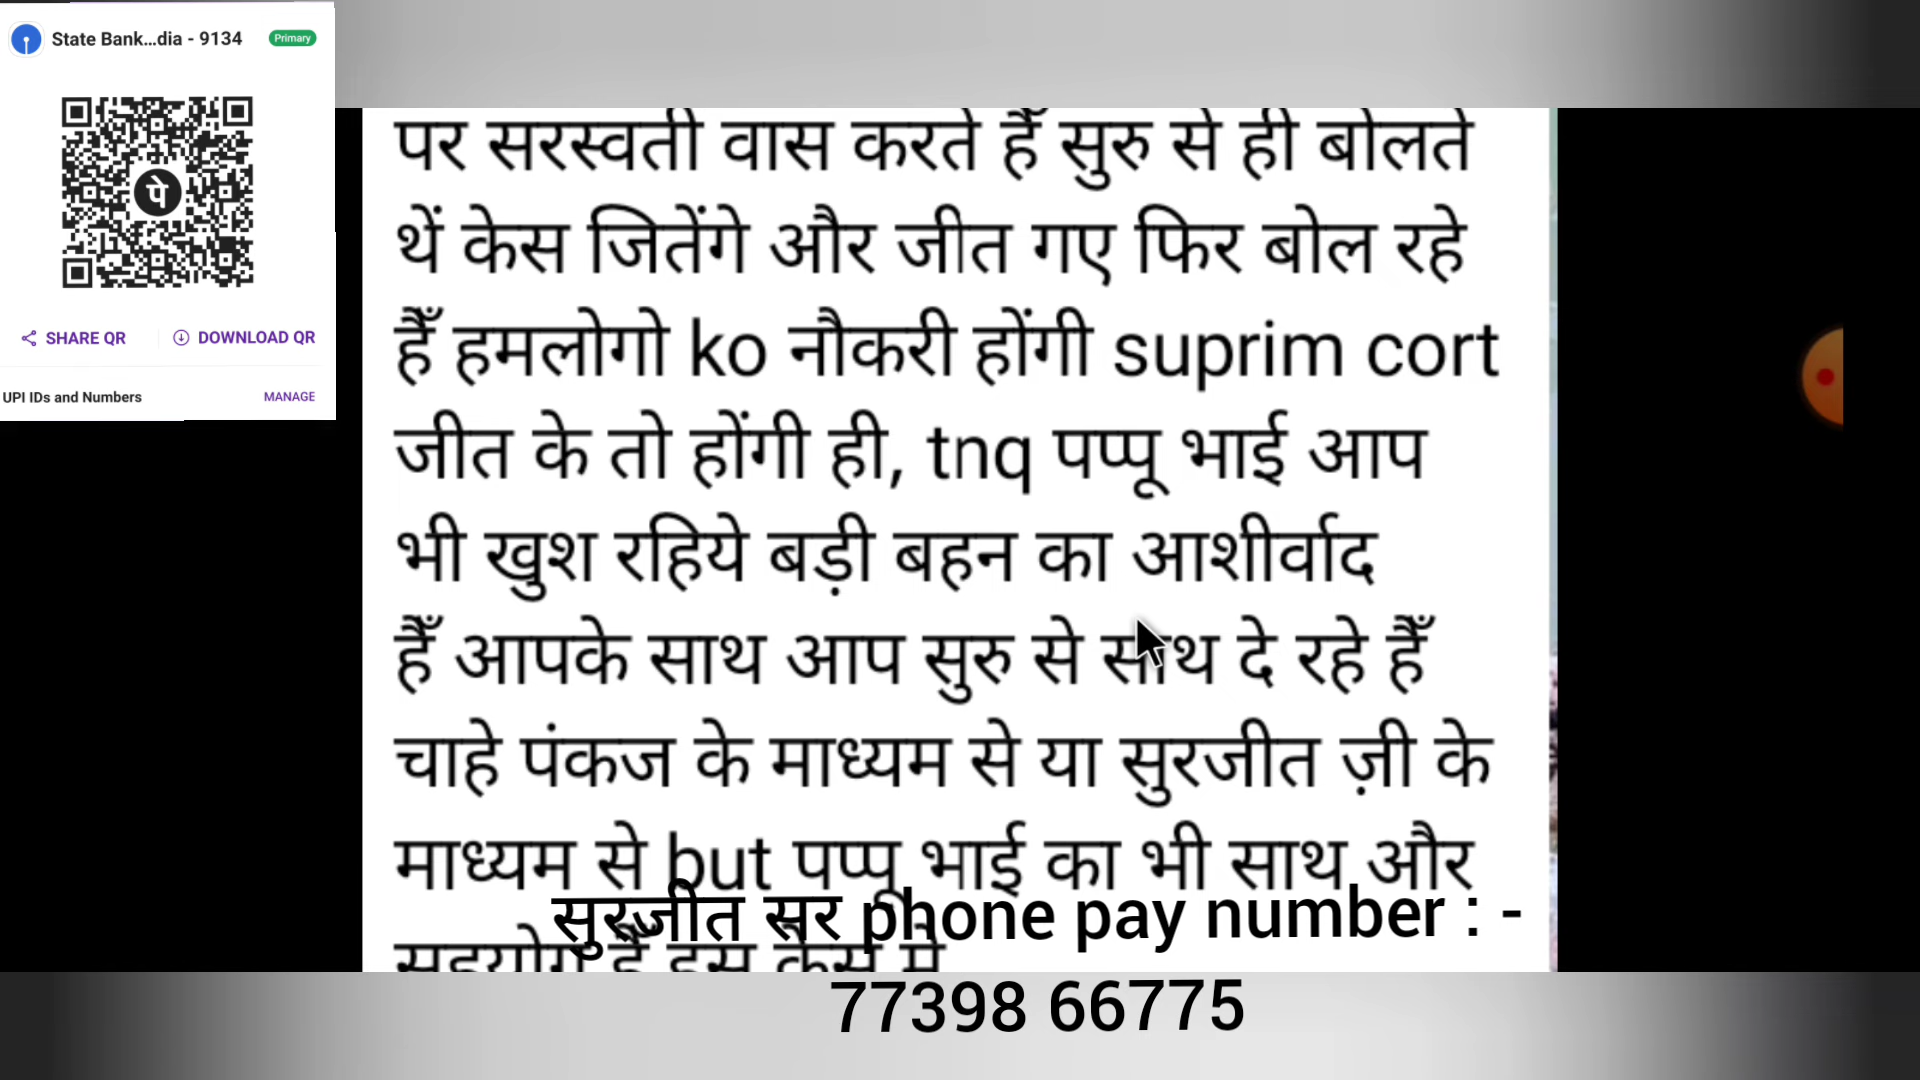 State Bank...dia - 9134
Primary
पे
SHARE QR
DOWNLOAD QR
UPI IDs and Numbers
MANAGE
पर सरस्वती वास करते हैँ सुरु से ही बोलते
थें केस जितेंगे और जीत गए फिर बोल रहे
हैँ हमलोगो ko नौकरी होंगी suprim cort
जीत के तो होंगी ही, tnq पप्पू भाई आप
भी खुश रहिये बड़ी बहन का आशीर्वाद
हैँ आपके साथ आप सुरु से साथ दे रहे हैँ
चाहे पंकज के माध्यम से या सुरजीत ज़ी के
माध्यम से but पप्पू भाई का भी साथ और
सहयोग हैँ इस केस मे
सुरजीत सर phone pay number : -
77398 66775